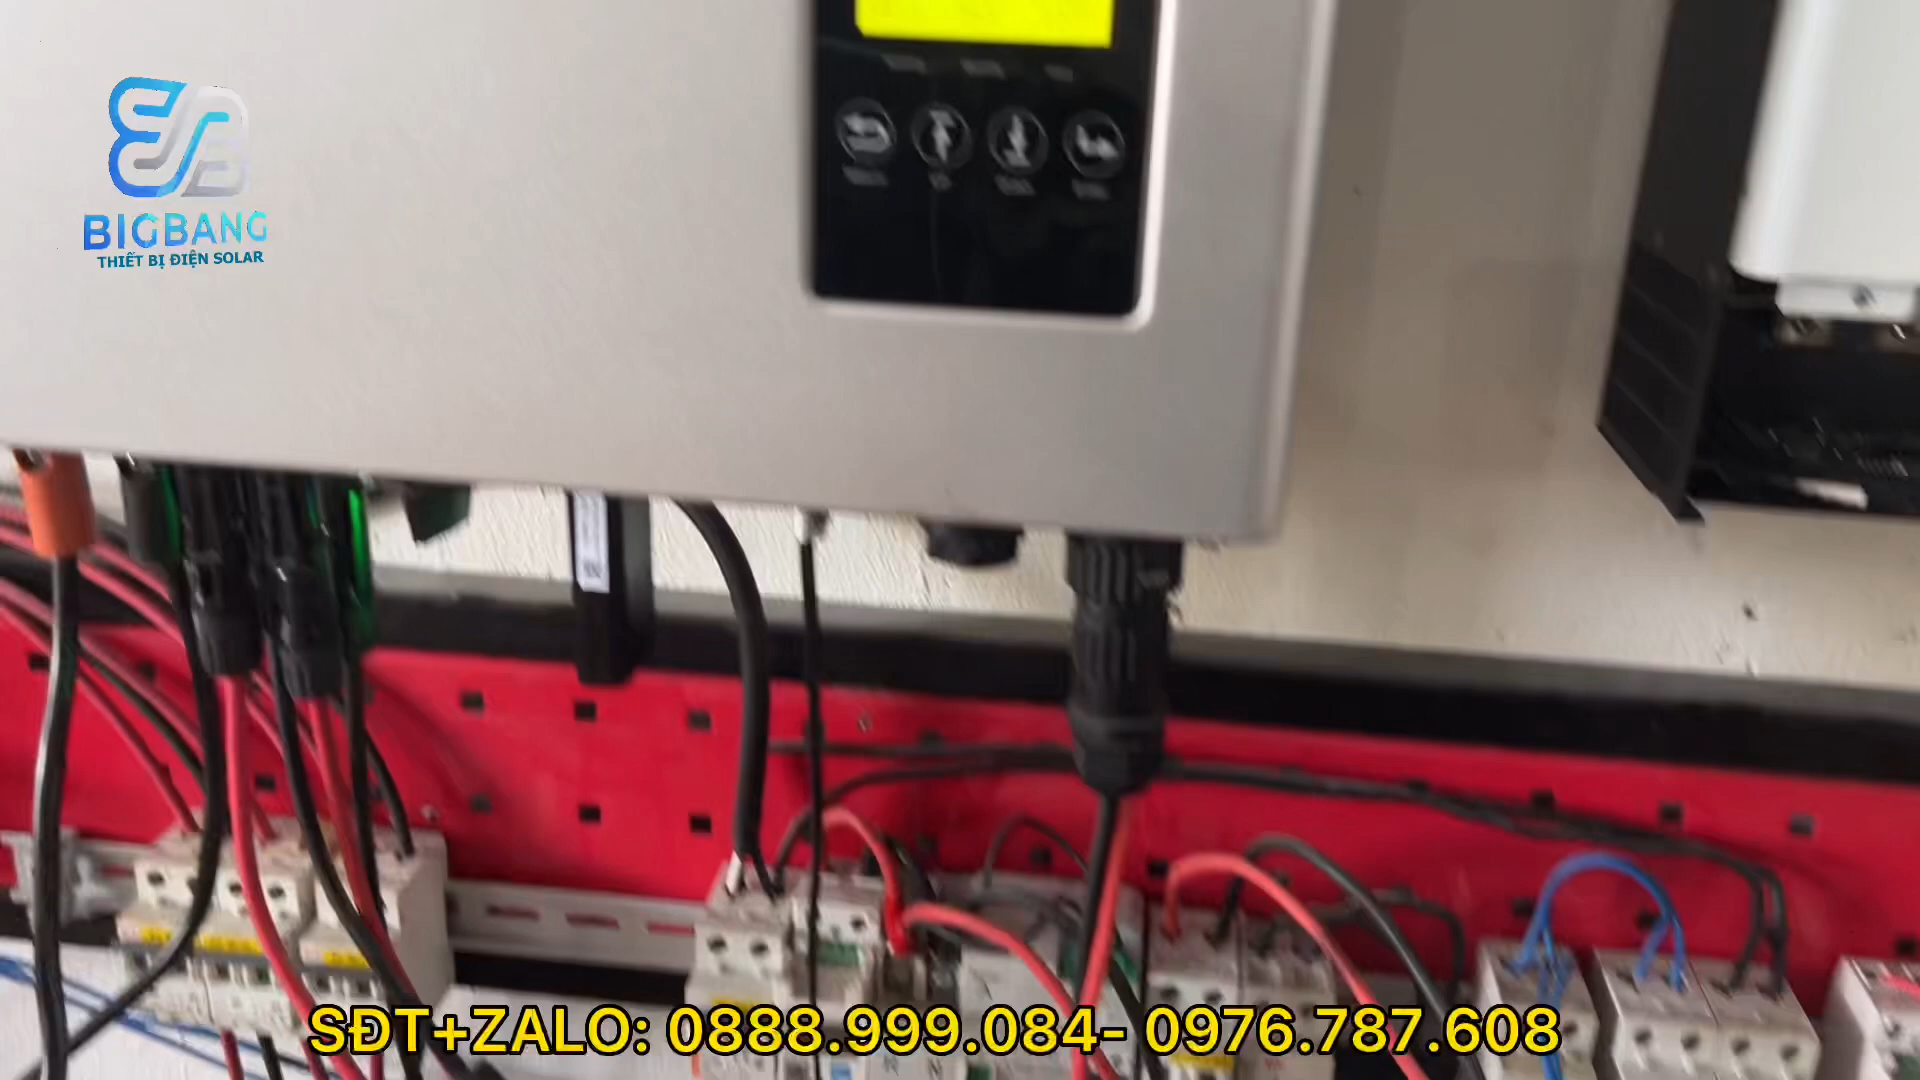 BIGBANG
THIẾT BỊ ĐIỆN SOLAR
SĐT+ZALO: 0888.999.084- 0976.787.608